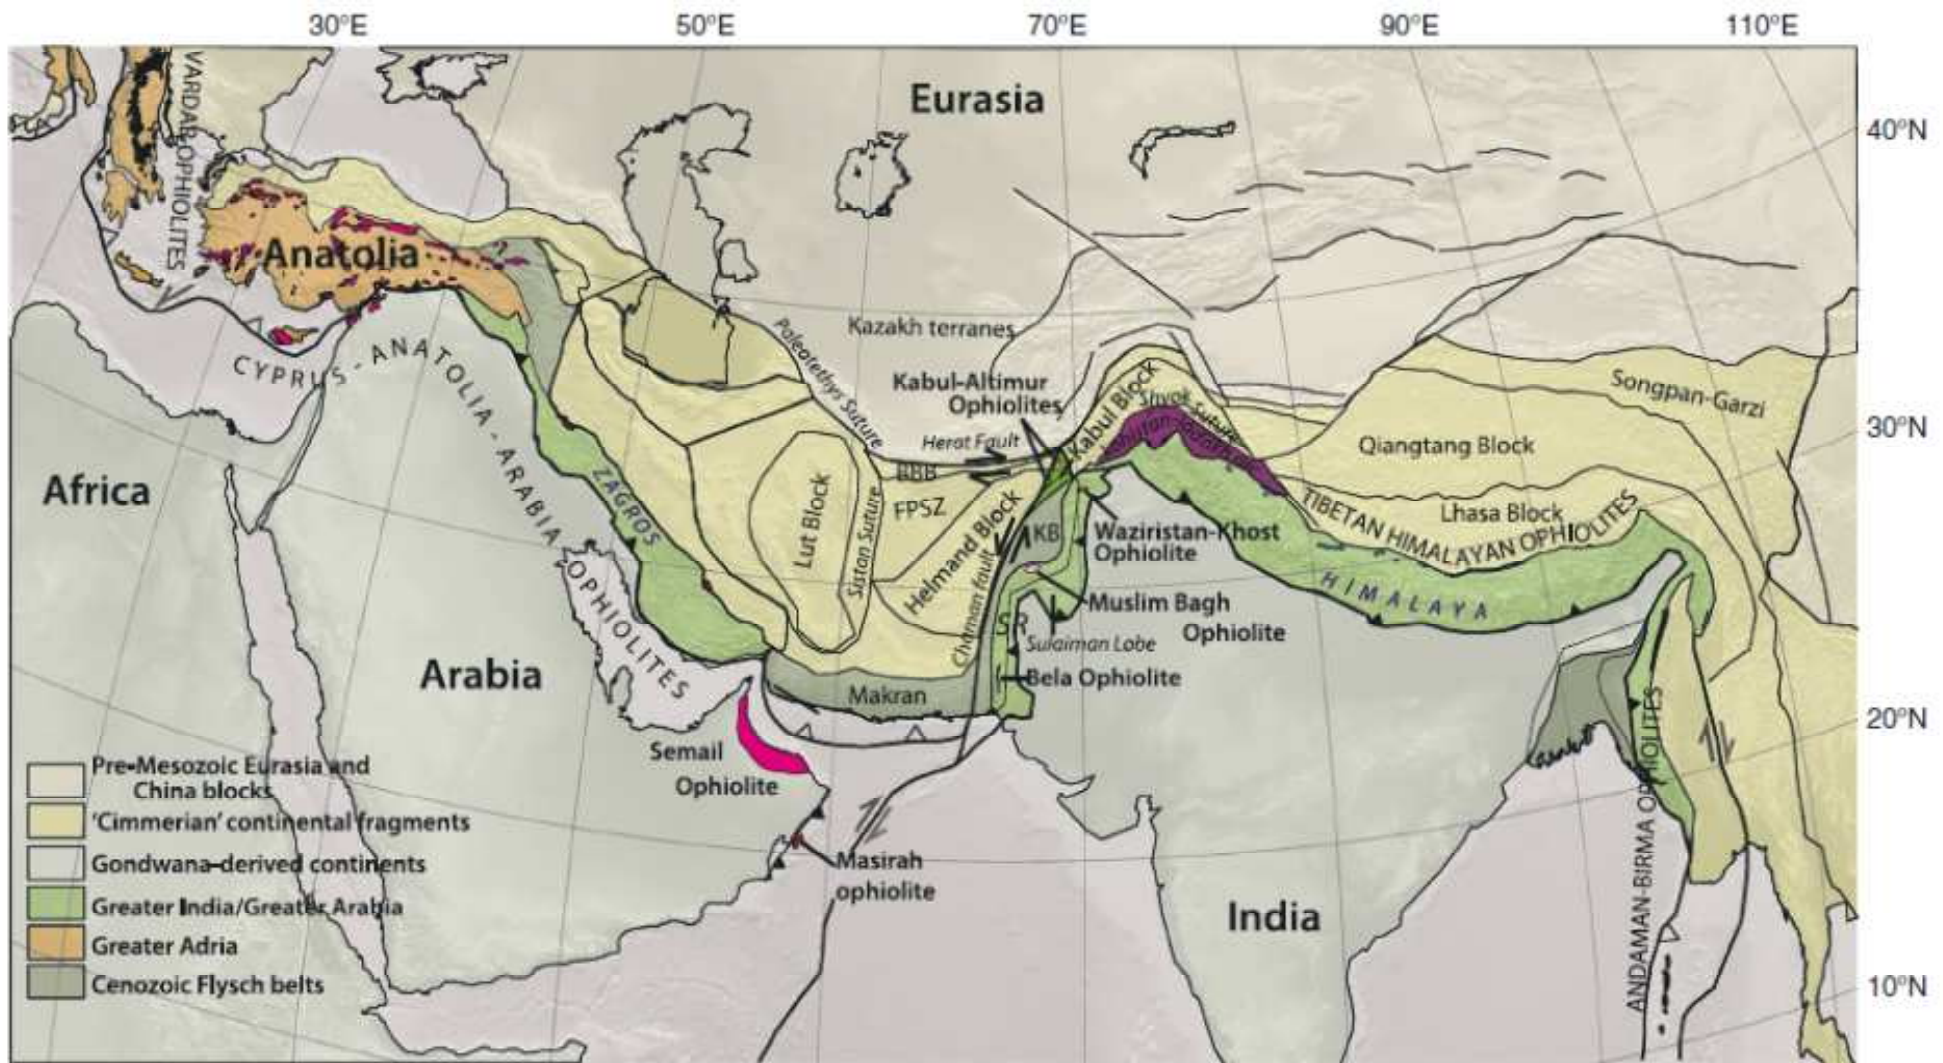 30°E
50°E
70°E
90°E
110°E
40°N
30°N
20°N
10°N
Eurasia
VARDAR OPHIOLITES
Anatolia
CYPRUS-ANATOLIA-ARABIA OPHIOLITES
Kazakh terranes
Paleotethys Suture
Kabul-Altimur
Ophiolites
Herat Fault
Kabul Block
Shyok Suture
Songpan-Garzi
Qiangtang Block
Lhasa Block
TIBETAN HIMALAYAN OPHIOLITES
HIMALAYA
Africa
ZAGROS
Lut Block
Sistan Suture
BBB
FPSZ
Helmand Block
KB
Chaman fault
Waziristan-Khost
Ophiolite
Muslim Bagh
Ophiolite
SR
Sulaiman Lobe
Bela Ophiolite
Makran
Arabia
Semail
Ophiolite
Masirah
ophiolite
India
ANDAMAN-BIRMA OPHIOLITES
Pre-Mesozoic Eurasia and
China blocks
'Cimmerian' continental fragments
Gondwana-derived continents
Greater India/Greater Arabia
Greater Adria
Cenozoic Flysch belts